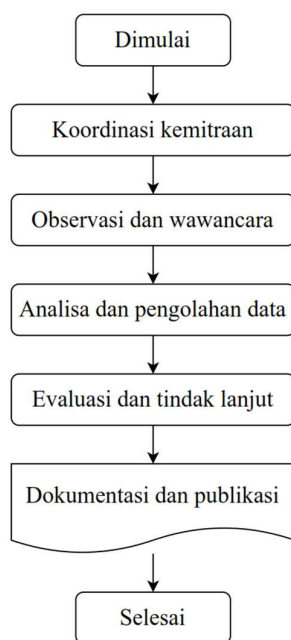 Dimulai
Koordinasi kemitraan
Observasi dan wawancara
Analisa dan pengolahan data
Evaluasi dan tindak lanjut
Dokumentasi dan publikasi
Selesai